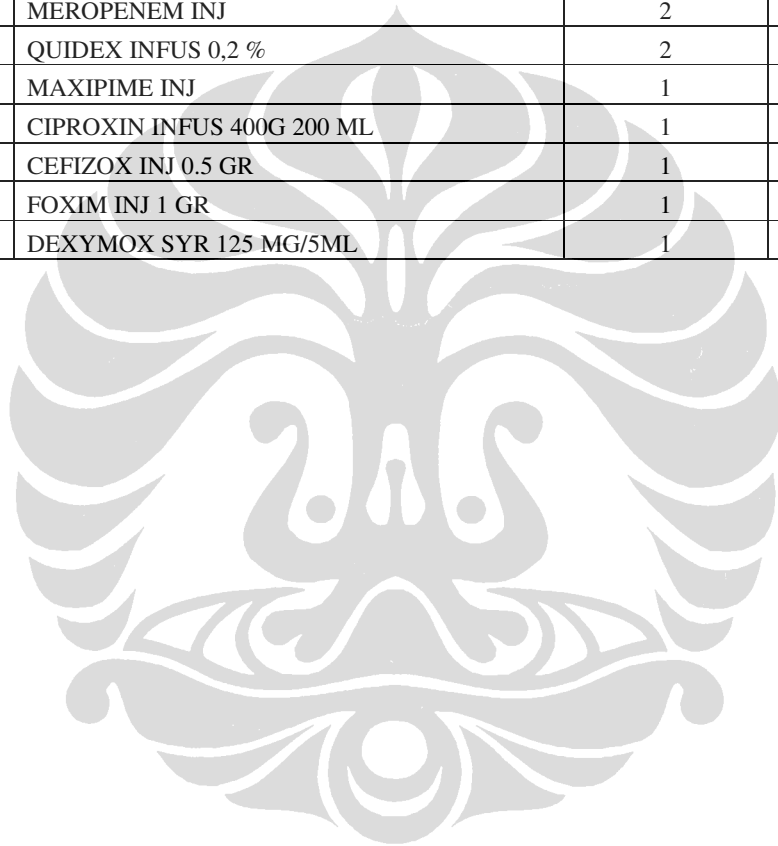 MEROPENEM INJ 2
QUIDEX INFUS 0,2 % 2
MAXIPIME INJ 1
CIPROXIN INFUS 400G 200 ML 1
CEFIZOX INJ 0.5 GR 1
FOXIM INJ 1 GR 1
DEXYMOX SYR 125 MG/5ML 1